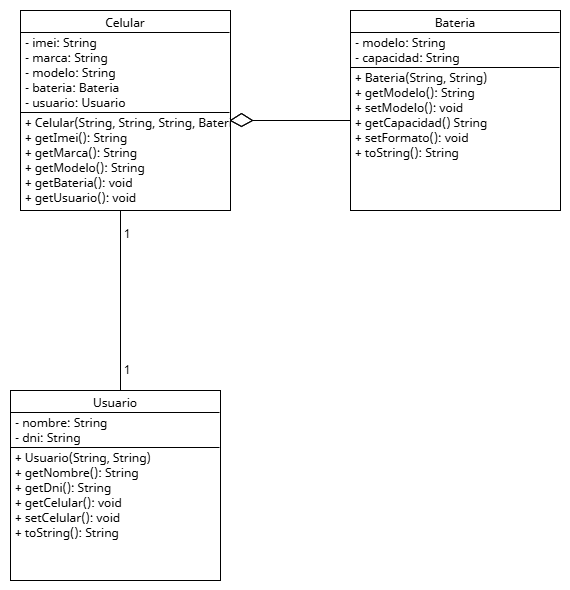 Celular
- imei: String
- marca: String
- modelo: String
- bateria: Bateria
- usuario: Usuario
+ Celular(String, String, String, Bater
+ getImei(): String
+ getMarca(): String
+ getModelo(): String
+ getBateria(): void
+ getUsuario(): void
Bateria
- modelo: String
- capacidad: String
+ Bateria(String, String)
+ getModelo(): String
+ setModelo(): void
+ getCapacidad() String
+ setFormato(): void
+ toString(): String
1
1
Usuario
- nombre: String
- dni: String
+ Usuario(String, String)
+ getNombre(): String
+ getDni(): String
+ getCelular(): void
+ setCelular(): void
+ toString(): String